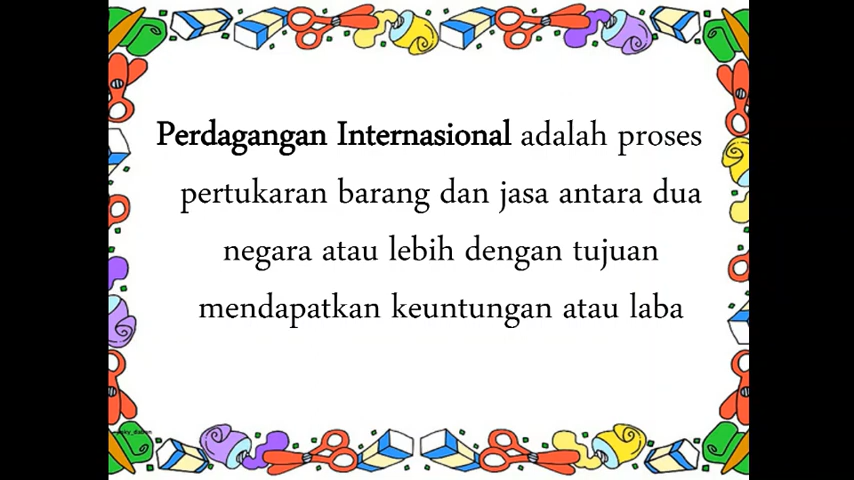 Perdagangan Internasional adalah proses
pertukaran barang dan jasa antara dua
negara atau lebih dengan tujuan
mendapatkan keuntungan atau laba